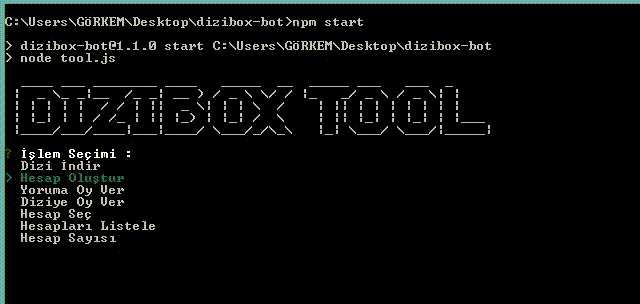 C:\Users\GÖRKEM\Desktop\dizibox-bot>npm start
> dizibox-bot@1.1.0 start C:\Users\GÖRKEM\Desktop\dizibox-bot
> node tool.js
DIZIBOX TOOL
? İşlem Seçimi :
Dizi İndir
> Hesap Oluştur
Yoruma Oy Ver
Diziye Oy Ver
Hesap Seç
Hesapları Listele
Hesap Sayısı